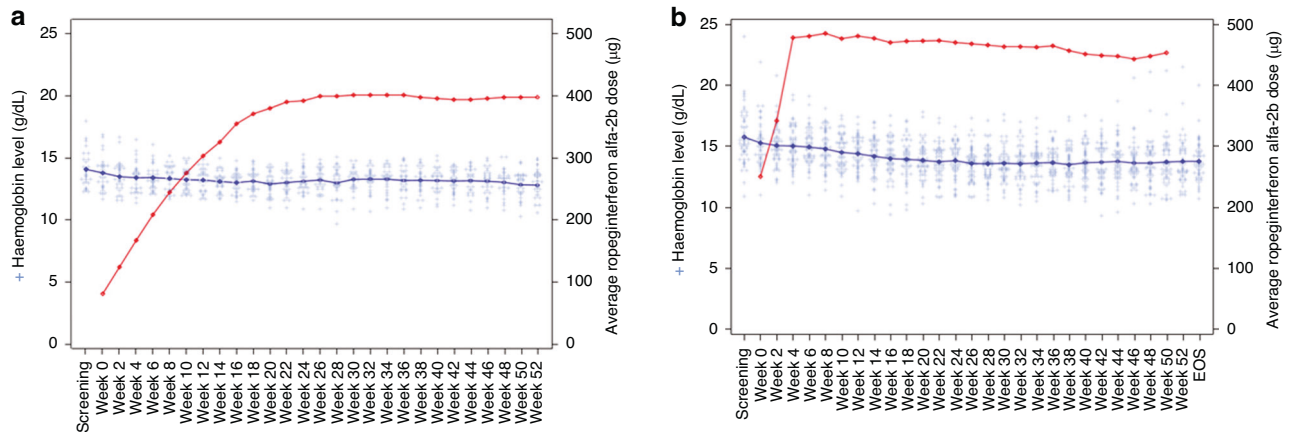 a
25
20
15
10
5
0
+ Haemoglobin level (g/dL)
500
400
300
200
100
0
Average ropeginterferon alfa-2b dose (µg)
Screening
Week 0
Week 2
Week 4
Week 6
Week 8
Week 10
Week 12
Week 14
Week 16
Week 18
Week 20
Week 22
Week 24
Week 26
Week 28
Week 30
Week 32
Week 34
Week 36
Week 38
Week 40
Week 42
Week 44
Week 46
Week 48
Week 50
Week 52
b
25
20
15
10
5
0
+ Haemoglobin level (g/dL)
500
400
300
200
100
0
Average ropeginterferon alfa-2b dose (µg)
Screening
Week 0
Week 2
Week 4
Week 6
Week 8
Week 10
Week 12
Week 14
Week 16
Week 18
Week 20
Week 22
Week 24
Week 26
Week 28
Week 30
Week 32
Week 34
Week 36
Week 38
Week 40
Week 42
Week 44
Week 46
Week 48
Week 50
Week 52
EOS